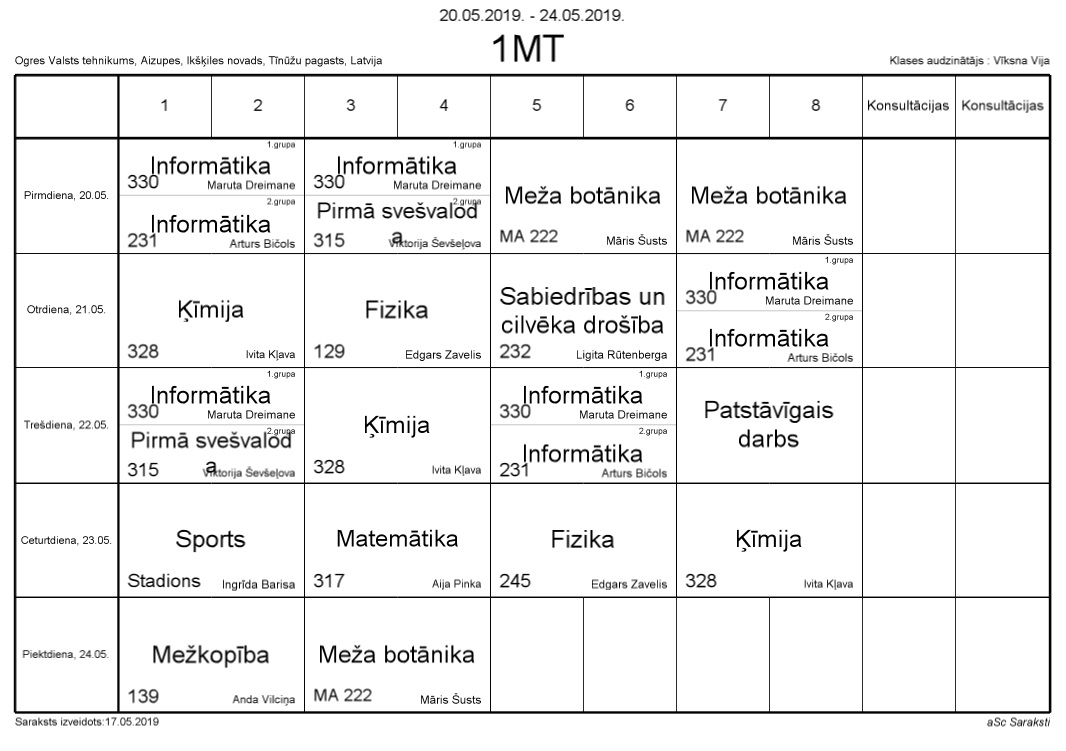 20.05.2019. - 24.05.2019.
1MT
Ogres Valsts tehnikums, Aizupes, Ikšķiles novads, Tīnūžu pagasts, Latvija
Klases audzinātājs : Vīksna Vija
1 2 3 4 5 6 7 8 Konsultācijas Konsultācijas
Pirmdiena, 20.05.
1.grupa
Informātika
330 Maruta Dreimane
2.grupa
Informātika
231 Arturs Bičols
1.grupa
Informātika
330 Maruta Dreimane
2.grupa
Pirmā svešvalod
a
315 Viktorija Ševšeļova
Meža botānika
MA 222 Māris Šusts
Meža botānika
MA 222 Māris Šusts
Otrdiena, 21.05.
Ķīmija
328 Ivita Kļava
Fizika
129 Edgars Zavelis
Sabiedrības un
cilvēka drošība
232 Ligita Rūtenberga
1.grupa
Informātika
330 Maruta Dreimane
2.grupa
Informātika
231 Arturs Bičols
Trešdiena, 22.05.
1.grupa
Informātika
330 Maruta Dreimane
2.grupa
Pirmā svešvalod
a
315 Viktorija Ševšeļova
Ķīmija
328 Ivita Kļava
1.grupa
Informātika
330 Maruta Dreimane
2.grupa
Informātika
231 Arturs Bičols
Patstāvīgais
darbs
Ceturtdiena, 23.05.
Sports
Stadions Ingrīda Barisa
Matemātika
317 Aija Pinka
Fizika
245 Edgars Zavelis
Ķīmija
328 Ivita Kļava
Piektdiena, 24.05.
Mežkopība
139 Anda Vilciņa
Meža botānika
MA 222 Māris Šusts
Saraksts izveidots:17.05.2019
aSc Saraksti